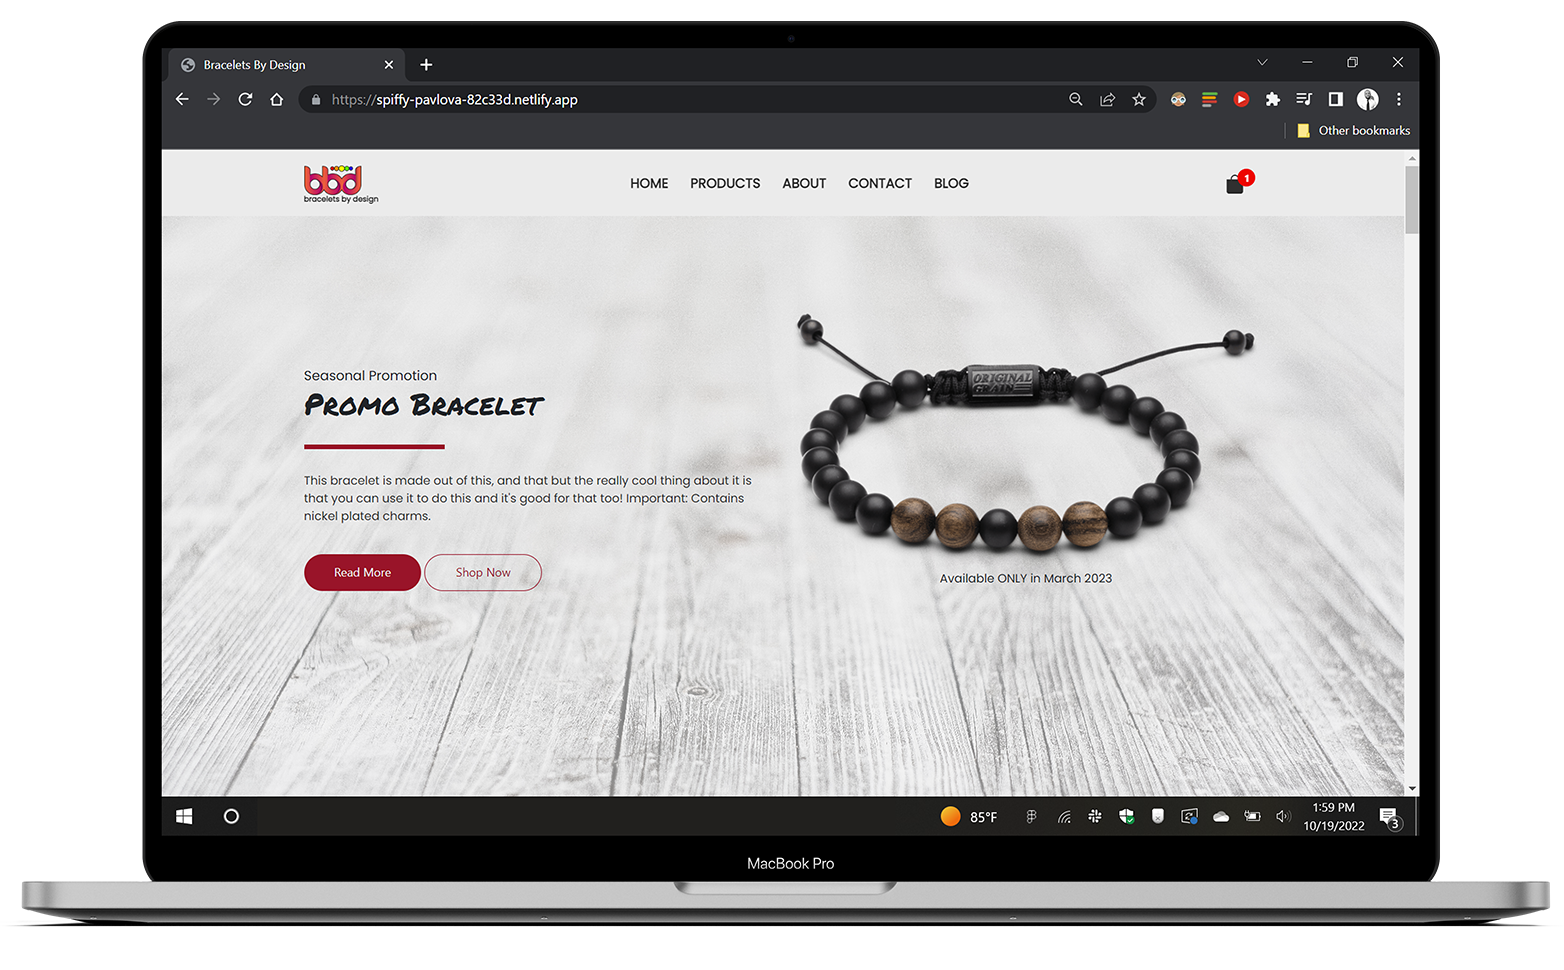 Bracelets By Design
https://spiffy-pavlova-82c33d.netlify.app
Other bookmarks
bbd
bracelets by design
HOME PRODUCTS ABOUT CONTACT BLOG
1
ORIGINAL
GRAIN
Seasonal Promotion
Promo Bracelet
This bracelet is made out of this, and that but the really cool thing about it is
that you can use it to do this and it's good for that too! Important: Contains
nickel plated charms.
Read More Shop Now
Available ONLY in March 2023
85°F
1:59 PM
10/19/2022
3
MacBook Pro